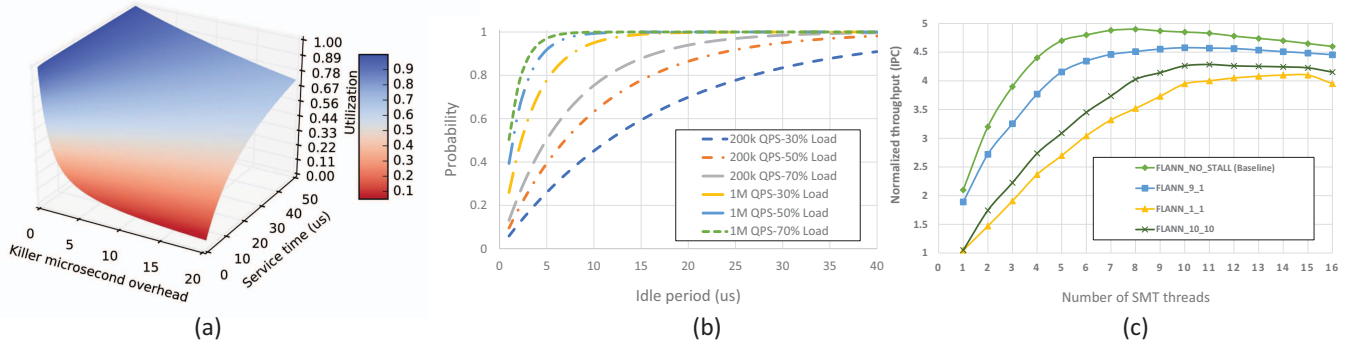 1.00
0.89
0.78
0.67
0.56
0.44
0.33
0.22
0.11
0.00
Utilization
0.9
0.8
0.7
0.6
0.5
0.4
0.3
0.2
0.1
0 5 10 15 20
Killer microsecond overhead
0 10 20 30 40 50
Service time (us)
(a)
1
0.8
0.6
0.4
0.2
0
Probability
200k QPS-30% Load
200k QPS-50% Load
200k QPS-70% Load
1M QPS-30% Load
1M QPS-50% Load
1M QPS-70% Load
0 5 10 15 20 25 30 35 40
Idle period (us)
(b)
5
4.5
4
3.5
3
2.5
2
1.5
1
Normalized throughput (IPC)
FLANN_NO_STALL (Baseline)
FLANN_9_1
FLANN_1_1
FLANN_10_10
0 1 2 3 4 5 6 7 8 9 10 11 12 13 14 15 16
Number of SMT threads
(c)